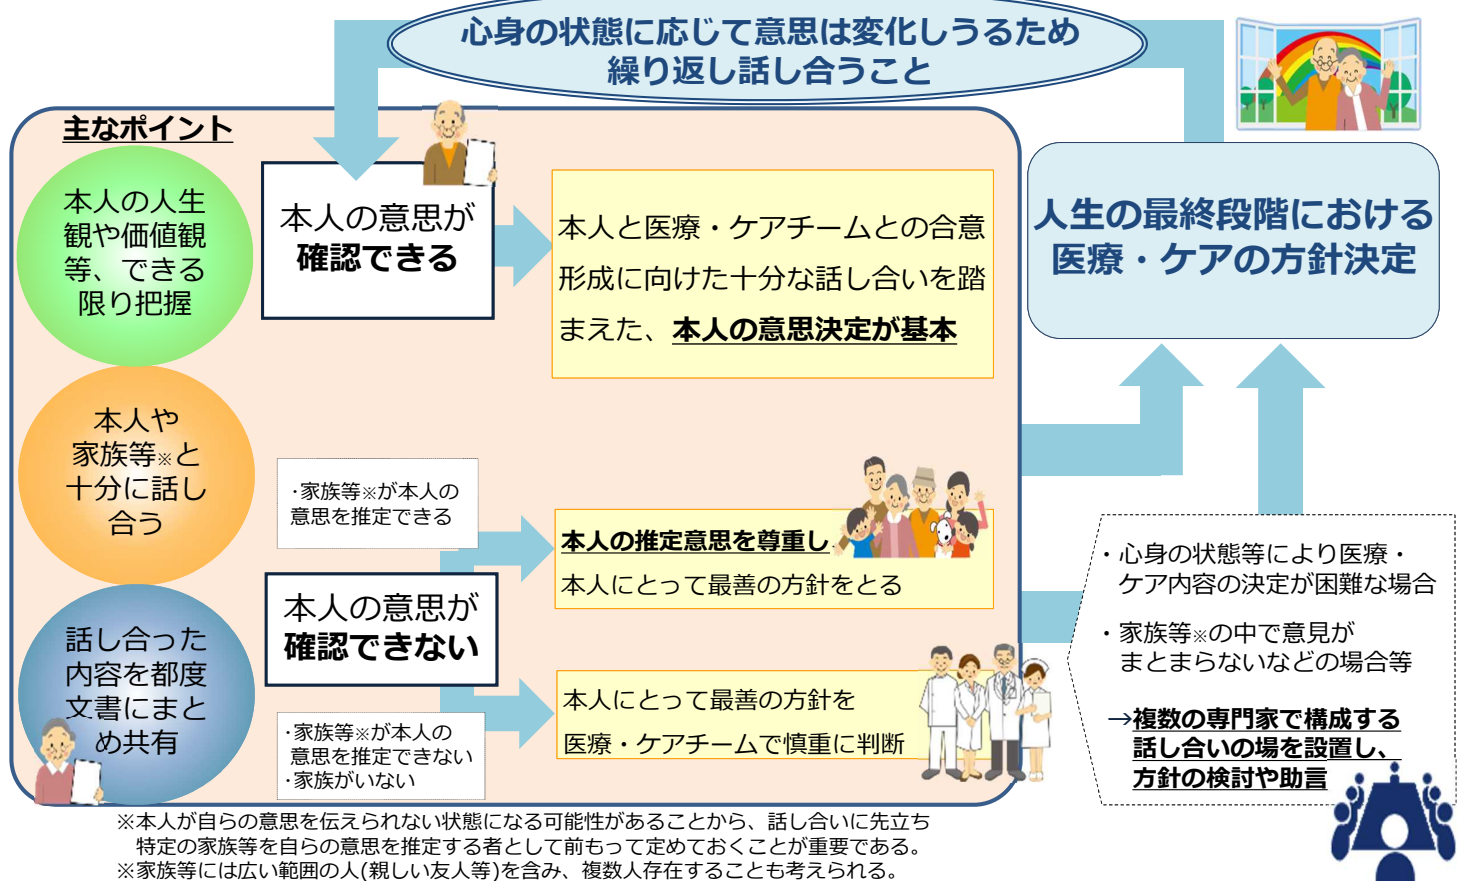 心身の状態に応じて意思は変化しうるため
繰り返し話し合うこと
主なポイント
本人の人生
観や価値観
等、できる
限り把握
本人や
家族等※と
十分に話し
合う
話し合った
内容を都度
文書にまと
め共有
本人の意思が
確認できる
本人と医療・ケアチームとの合意
形成に向けた十分な話し合いを踏
まえた、本人の意思決定が基本
・家族等※が本人の
意思を推定できる
本人の意思が
確認できない
・家族等※が本人の
意思を推定できない
・家族がいない
本人の推定意思を尊重し、
本人にとって最善の方針をとる
本人にとって最善の方針を
医療・ケアチームで慎重に判断
人生の最終段階における
医療・ケアの方針決定
・心身の状態等により医療・
ケア内容の決定が困難な場合
・家族等※の中で意見が
まとまらないなどの場合等
→複数の専門家で構成する
話し合いの場を設置し、
方針の検討や助言
※本人が自らの意思を伝えられない状態になる可能性があることから、話し合いに先立ち
特定の家族等を自らの意思を推定する者として前もって定めておくことが重要である。
※家族等には広い範囲の人(親しい友人等)を含み、複数人存在することも考えられる。